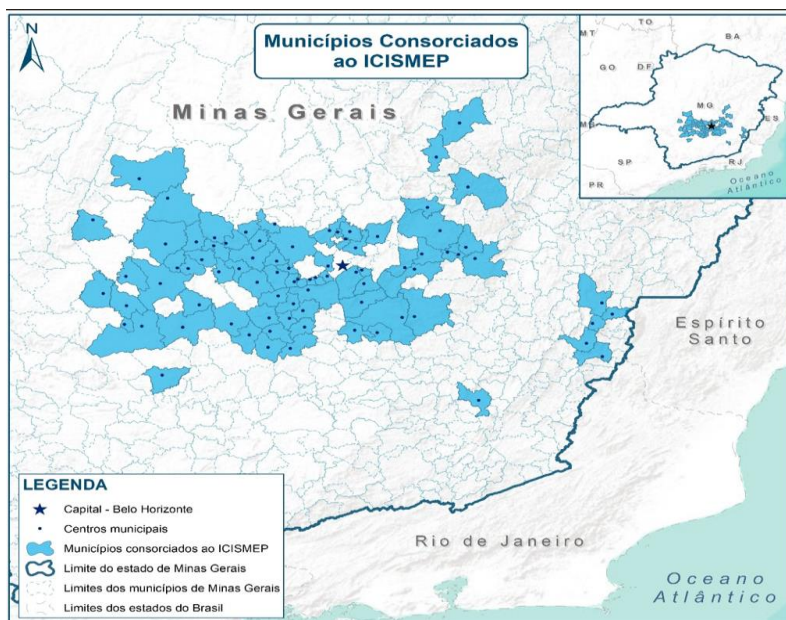 N
Municípios Consorciados
ao ICISMEP
Minas Gerais
TO
MT
BA
GO
DF
MG
ES
SP
RJ
PR
Oceano
Atlântico
Espírito
Santo
Rio de Janeiro
Oceano
Atlântico
LEGENDA
Capital - Belo Horizonte
Centros municipais
Municípios consorciados ao ICISMEP
Limite do estado de Minas Gerais
Limites dos municípios de Minas Gerais
Limites dos estados do Brasil